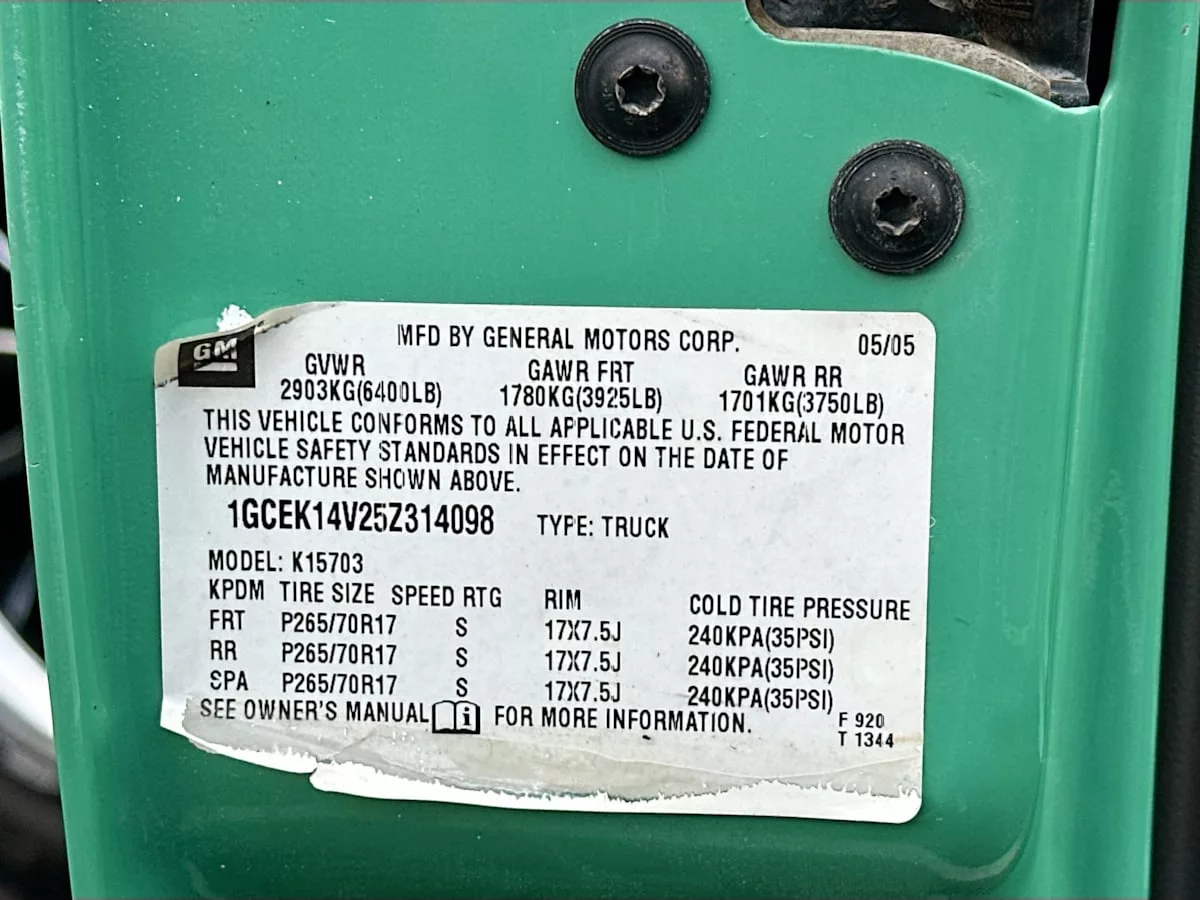 GM
MFD BY GENERAL MOTORS CORP. 05/05
GVWR GAWR FRT GAWR RR
2903KG(6400LB) 1780KG(3925LB) 1701KG(3750LB)
THIS VEHICLE CONFORMS TO ALL APPLICABLE U.S. FEDERAL MOTOR
VEHICLE SAFETY STANDARDS IN EFFECT ON THE DATE OF
MANUFACTURE SHOWN ABOVE.
1GCEK14V25Z314098 TYPE: TRUCK
MODEL: K15703
KPDM TIRE SIZE SPEED RTG RIM COLD TIRE PRESSURE
FRT P265/70R17 S 17X7.5J 240KPA(35PSI)
RR P265/70R17 S 17X7.5J 240KPA(35PSI)
SPA P265/70R17 S 17X7.5J 240KPA(35PSI)
SEE OWNER'S MANUAL i FOR MORE INFORMATION.
F 920
T 1344